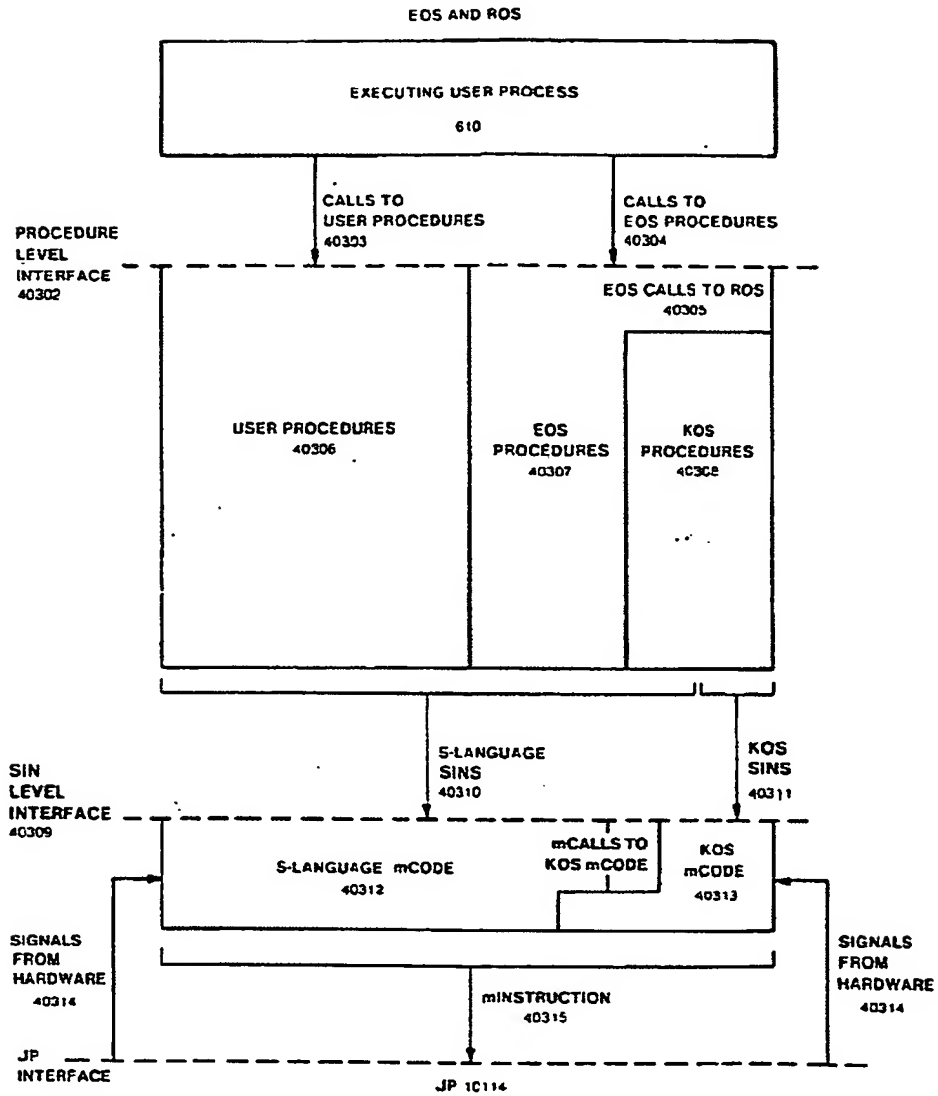 EOS AND ROS
EXECUTING USER PROCESS
610
CALLS TO
USER PROCEDURES
40303
CALLS TO
EOS PROCEDURES
40304
PROCEDURE
LEVEL
INTERFACE
40302
EOS CALLS TO ROS
40305
USER PROCEDURES
40306
EOS
PROCEDURES
40307
KOS
PROCEDURES
40308
S-LANGUAGE
SINS
40310
KOS
SINS
40311
SIN
LEVEL
INTERFACE
40309
S-LANGUAGE mCODE
40312
mCALLS TO
KOS mCODE
KOS
mCODE
40313
SIGNALS
FROM
HARDWARE
40314
mINSTRUCTION
40315
SIGNALS
FROM
HARDWARE
40314
JP
INTERFACE
JP 10114